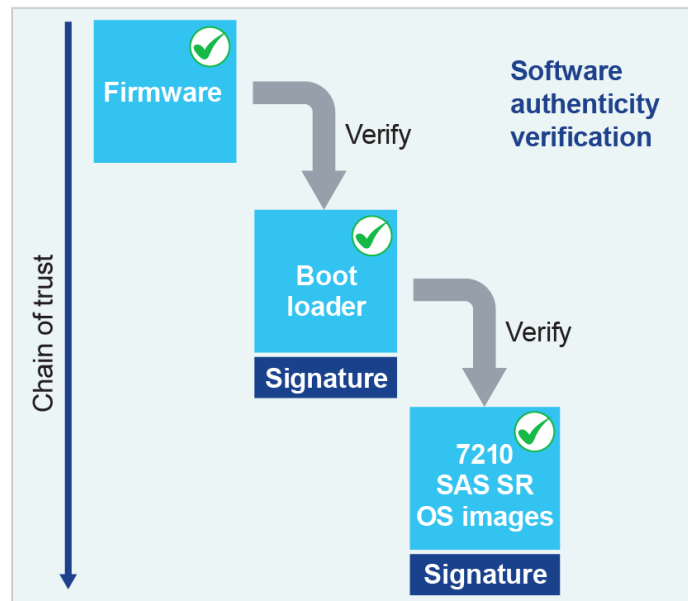 Firmware
Software
authenticity
verification
Verify
Chain of trust
Boot
loader
Signature
Verify
7210
SAS SR
OS images
Signature